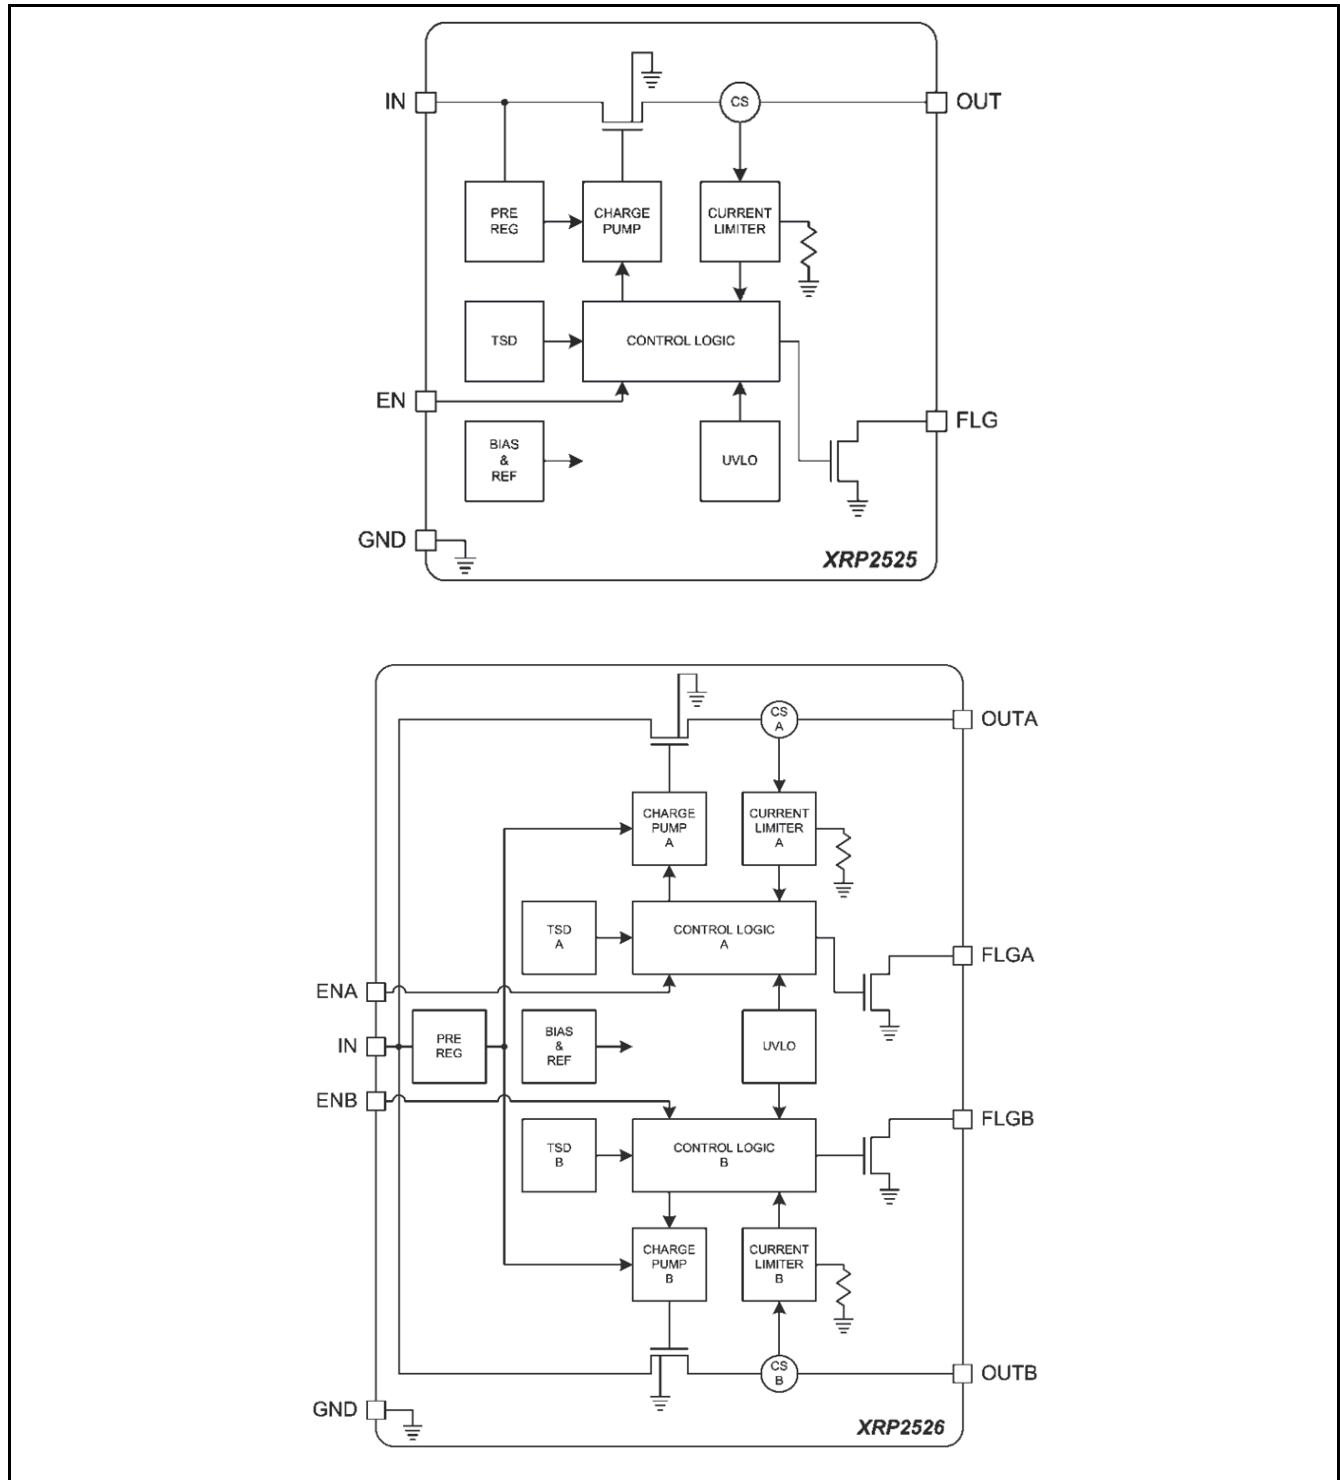 IN
CS
OUT
PRE
REG
CHARGE
PUMP
CURRENT
LIMITER
TSD
CONTROL LOGIC
EN
FLG
BIAS
&
REF
UVLO
GND
XRP2525
CS
A
OUTA
CHARGE
PUMP
A
CURRENT
LIMITER
A
TSD
A
CONTROL LOGIC
A
FLGA
ENA
IN
PRE
REG
BIAS
&
REF
UVLO
ENB
FLGB
TSD
B
CONTROL LOGIC
B
CHARGE
PUMP
B
CURRENT
LIMITER
B
CS
B
OUTB
GND
XRP2526